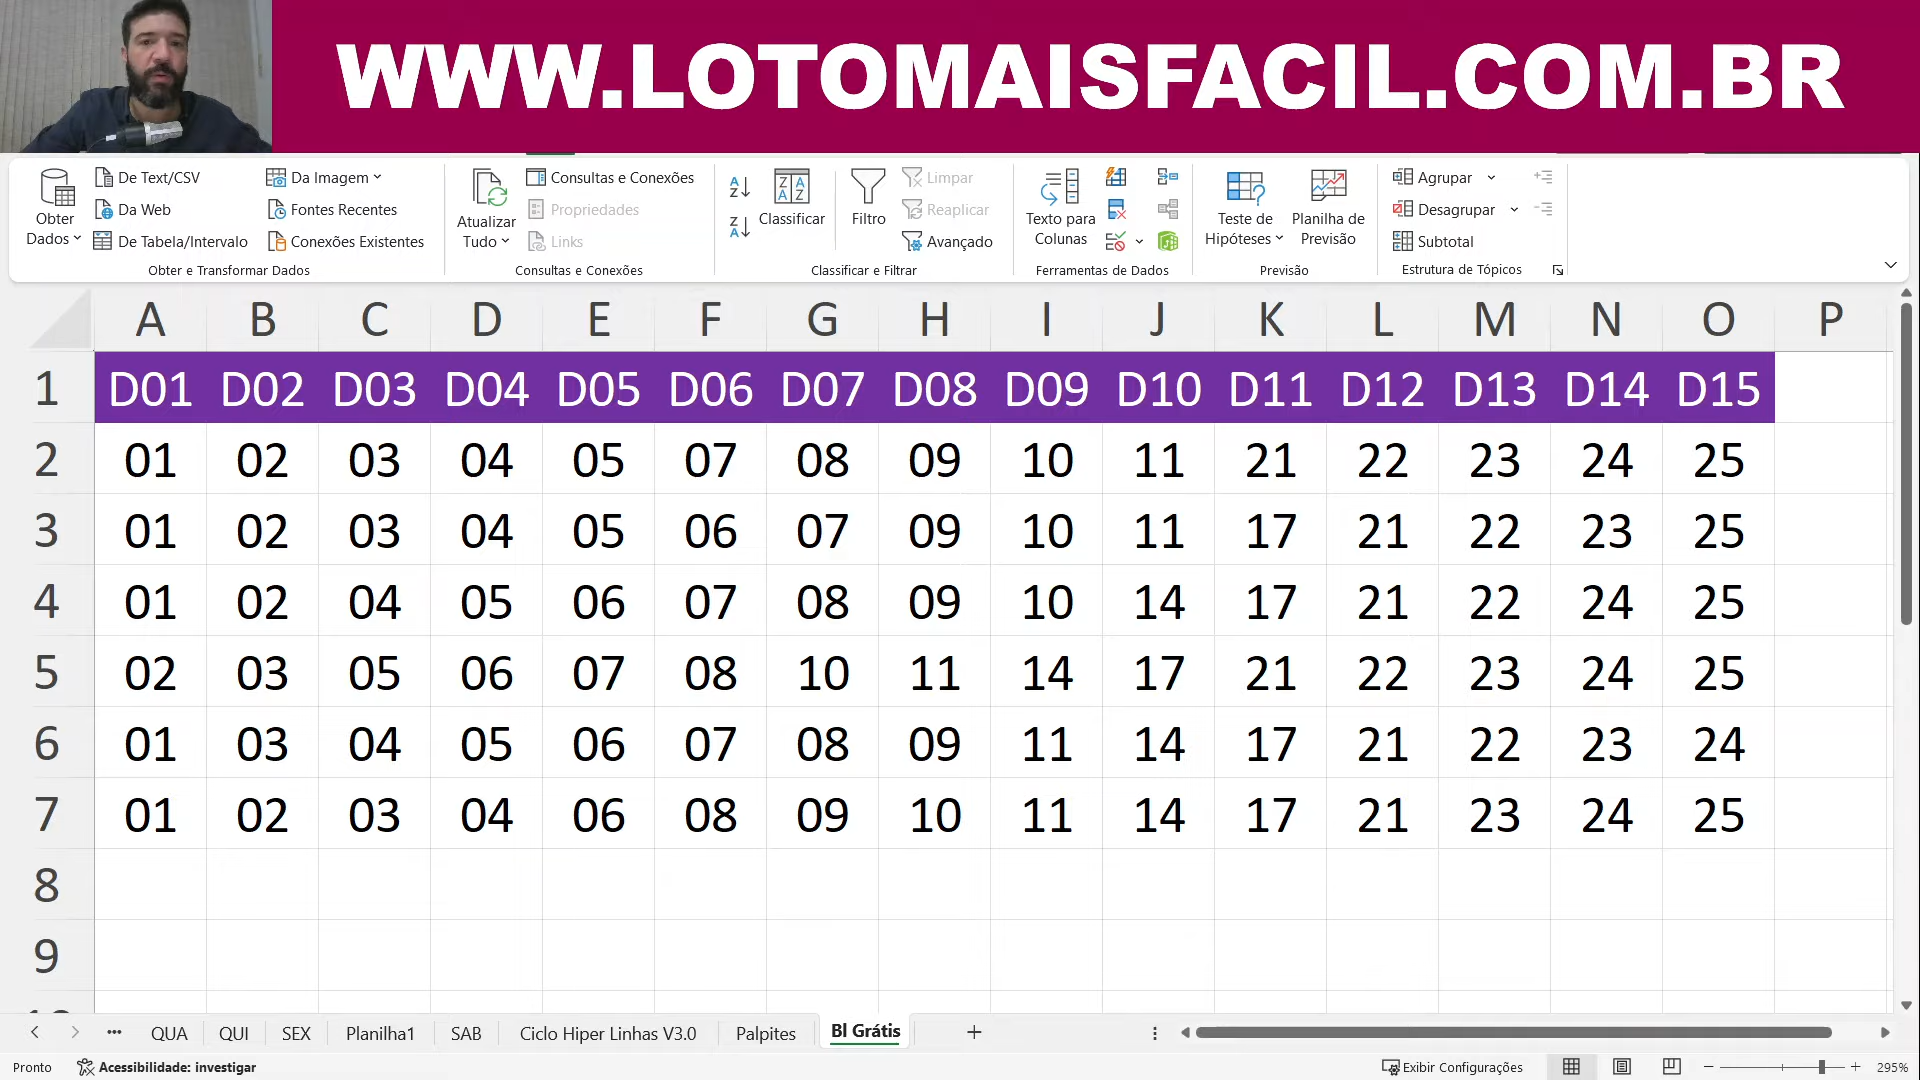 WWW.LOTOMAISFACIL.COM.BR
Obter Dados
De Text/CSV
Da Web
De Tabela/Intervalo
Da Imagem
Fontes Recentes
Conexões Existentes
Obter e Transformar Dados
Atualizar Tudo
Consultas e Conexões
Propriedades
Links
Consultas e Conexões
Classificar
Filtro
Limpar
Reaplicar
Avançado
Classificar e Filtrar
Texto para Colunas
Ferramentas de Dados
Teste de Hipóteses
Planilha de Previsão
Previsão
Agrupar
Desagrupar
Subtotal
Estrutura de Tópicos
A B C D E F G H I J K L M N O P
1 D01 D02 D03 D04 D05 D06 D07 D08 D09 D10 D11 D12 D13 D14 D15
2 01 02 03 04 05 07 08 09 10 11 21 22 23 24 25
3 01 02 03 04 05 06 07 09 10 11 17 21 22 23 25
4 01 02 04 05 06 07 08 09 10 14 17 21 22 24 25
5 02 03 05 06 07 08 10 11 14 17 21 22 23 24 25
6 01 03 04 05 06 07 08 09 11 14 17 21 22 23 24
7 01 02 03 04 06 08 09 10 11 14 17 21 23 24 25
8
9
QUA QUI SEX Planilha1 SAB Ciclo Hiper Linhas V3.0 Palpites Bl Grátis
Pronto Acessibilidade: investigar Exibir Configurações 295%